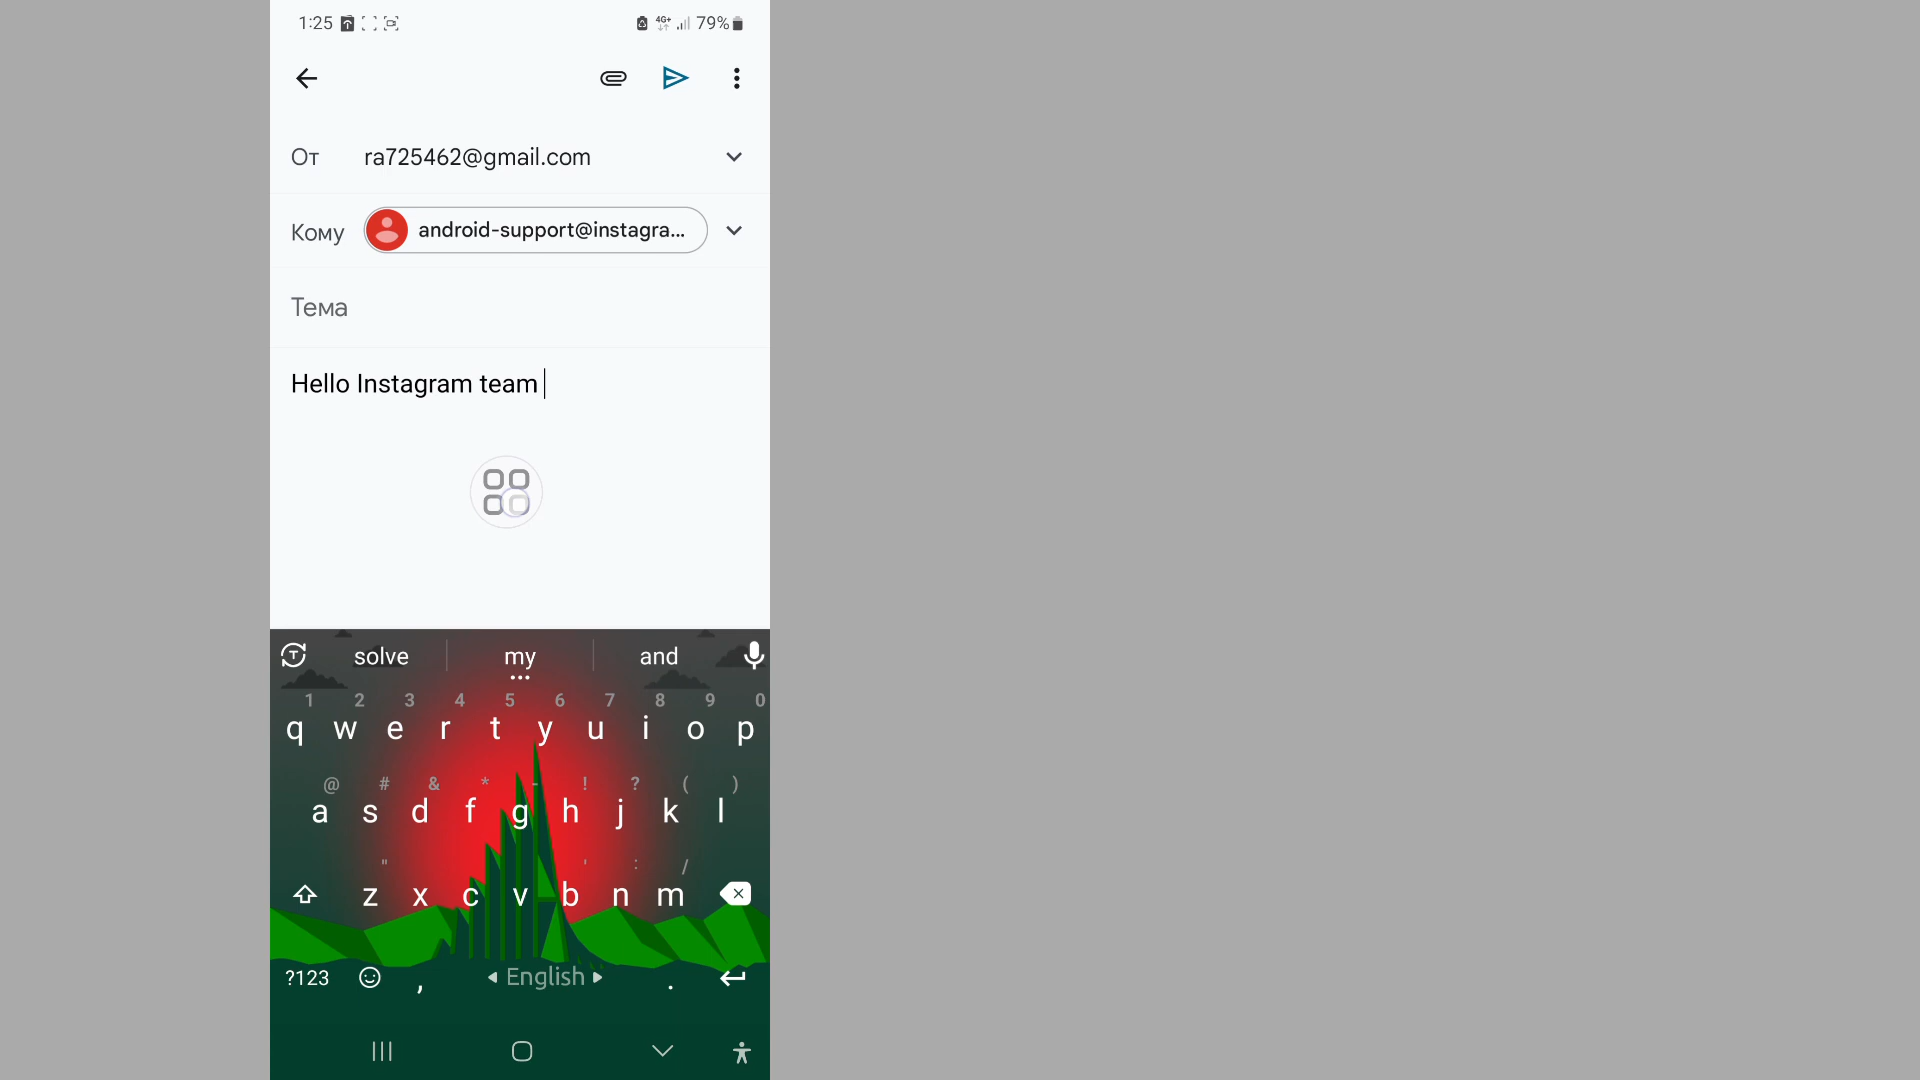 1:25 4G+ 79%
От ra725462@gmail.com
Кому android-support@instagra...
Тема
Hello Instagram team
solve my and
1 2 3 4 5 6 7 8 9 0
q w e r t y u i o p
@ # & * - ! ? ( )
a s d f g h j k l
" ' : /
z x c v b n m
?123 , English .